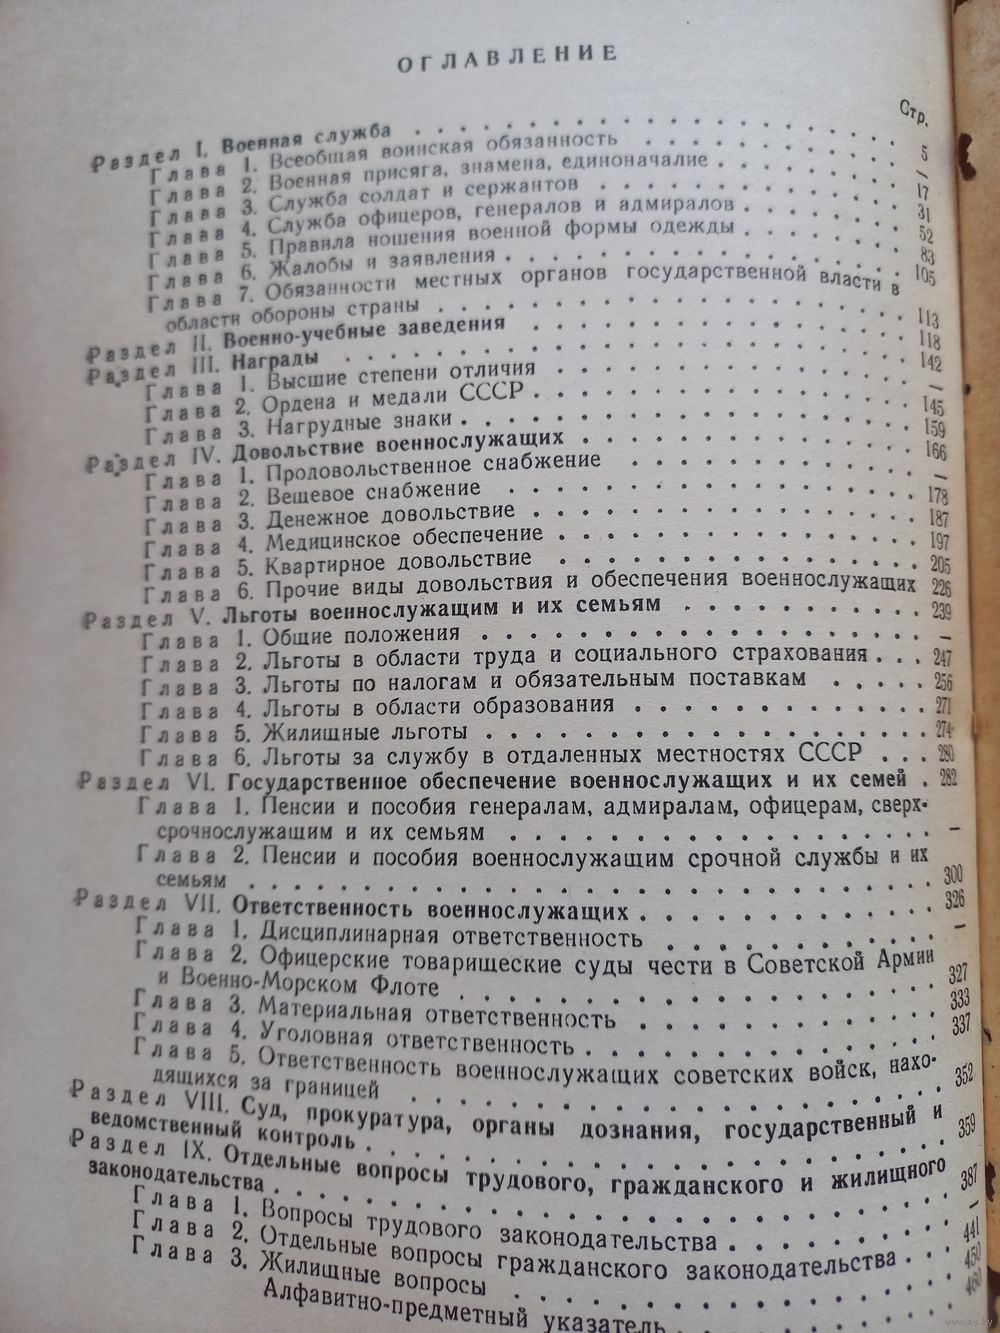 ОГЛАВЛЕНИЕ
Стр.
Раздел I. Военная служба . . . 5
Глава 1. Всеобщая воинская обязанность . . . —
Глава 2. Военная присяга, знамена, единоначалие . . . 17
Глава 3. Служба солдат и сержантов . . . 31
Глава 4. Служба офицеров, генералов и адмиралов . . . 52
Глава 5. Правила ношения военной формы одежды . . . 83
Глава 6. Жалобы и заявления . . . 105
Глава 7. Обязанности местных органов государственной власти в
области обороны страны . . . 113
Раздел II. Военно-учебные заведения . . . 118
Раздел III. Награды . . . 142
Глава 1. Высшие степени отличия . . . —
Глава 2. Ордена и медали СССР . . . 145
Глава 3. Нагрудные знаки . . . 159
Раздел IV. Довольствие военнослужащих . . . 166
Глава 1. Продовольственное снабжение . . . —
Глава 2. Вещевое снабжение . . . 178
Глава 3. Денежное довольствие . . . 187
Глава 4. Медицинское обеспечение . . . 197
Глава 5. Квартирное довольствие . . . 205
Глава 6. Прочие виды довольствия и обеспечения военнослужащих 226
Раздел V. Льготы военнослужащим и их семьям . . . 239
Глава 1. Общие положения . . . —
Глава 2. Льготы в области труда и социального страхования . . . 247
Глава 3. Льготы по налогам и обязательным поставкам . . . 256
Глава 4. Льготы в области образования . . . 271
Глава 5. Жилищные льготы . . . 274
Глава 6. Льготы за службу в отдаленных местностях СССР . . . 280
Раздел VI. Государственное обеспечение военнослужащих и их семей . 282
Глава 1. Пенсии и пособия генералам, адмиралам, офицерам, сверх-
срочнослужащим и их семьям . . . —
Глава 2. Пенсии и пособия военнослужащим срочной службы и их
семьям . . . 300
Раздел VII. Ответственность военнослужащих . . . 326
Глава 1. Дисциплинарная ответственность . . . —
Глава 2. Офицерские товарищеские суды чести в Советской Армии
и Военно-Морском Флоте . . . 327
Глава 3. Материальная ответственность . . . 333
Глава 4. Уголовная ответственность . . . 337
Глава 5. Ответственность военнослужащих советских войск, нахо-
дящихся за границей . . . 352
Раздел VIII. Суд, прокуратура, органы дознания, государственный и
ведомственный контроль . . . 359
Раздел IX. Отдельные вопросы трудового, гражданского и жилищного
законодательства . . . 387
Глава 1. Вопросы трудового законодательства . . . —
Глава 2. Отдельные вопросы гражданского законодательства . . . 441
Глава 3. Жилищные вопросы . . . 450
Алфавитно-предметный указатель . . . 460
www.ay.by